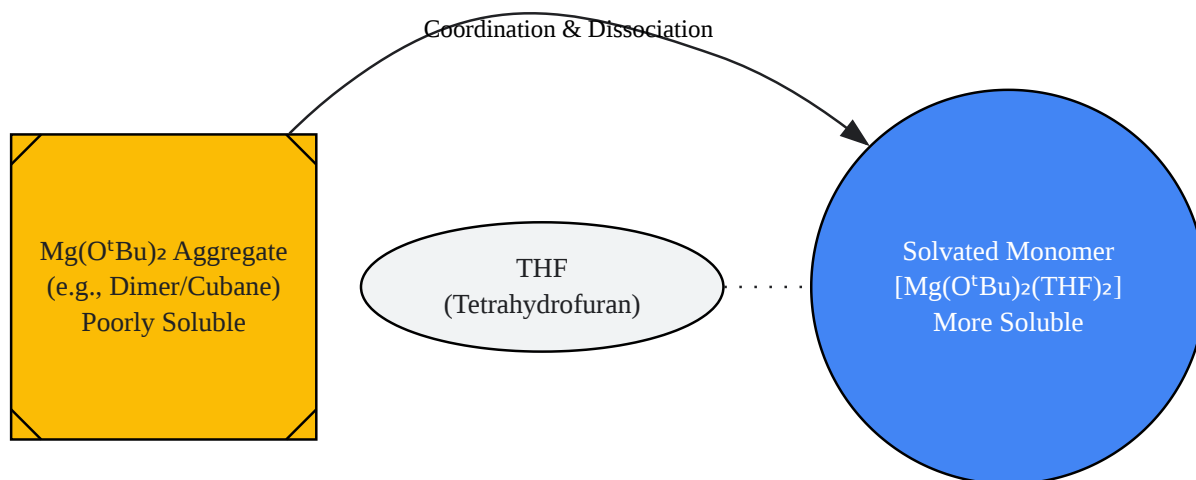 Coordination & Dissociation
Mg(OᵗBu)₂ Aggregate
(e.g., Dimer/Cubane)
Poorly Soluble
THF
(Tetrahydrofuran)
Solvated Monomer
[Mg(OᵗBu)₂(THF)₂]
More Soluble